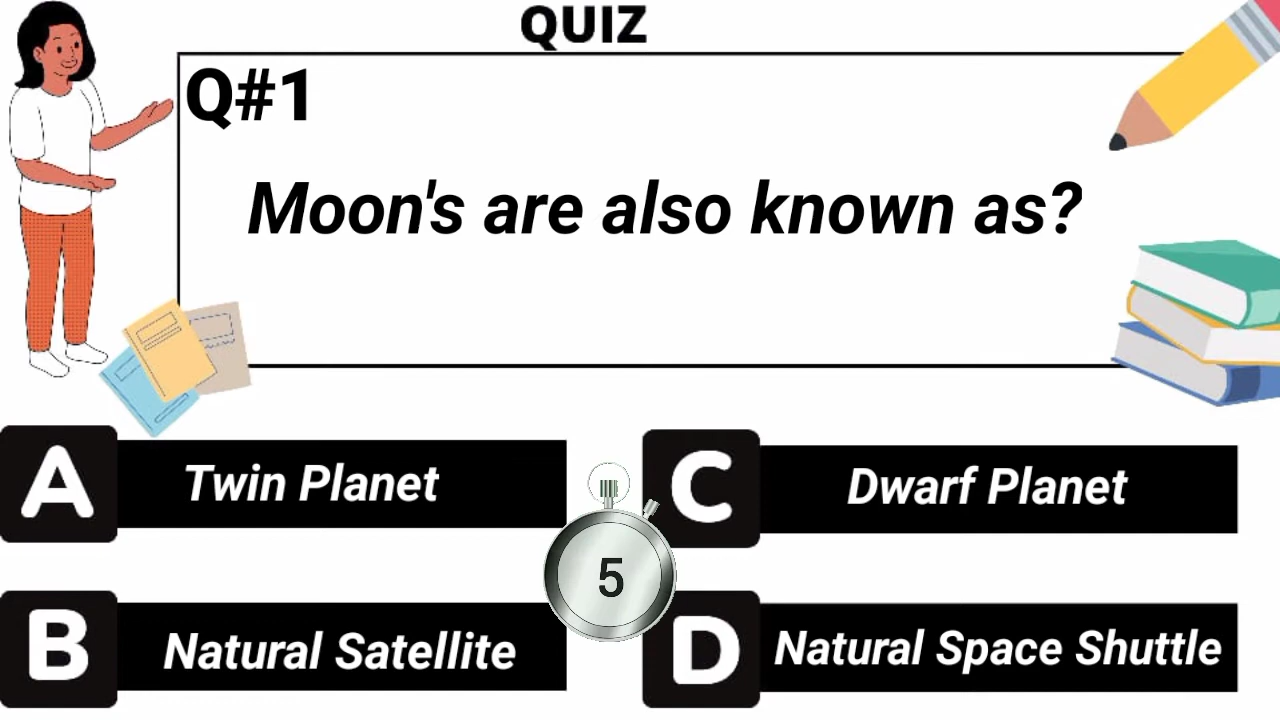 QUIZ
Q#1
Moon's are also known as?
A Twin Planet
C Dwarf Planet
5
B Natural Satellite
D Natural Space Shuttle